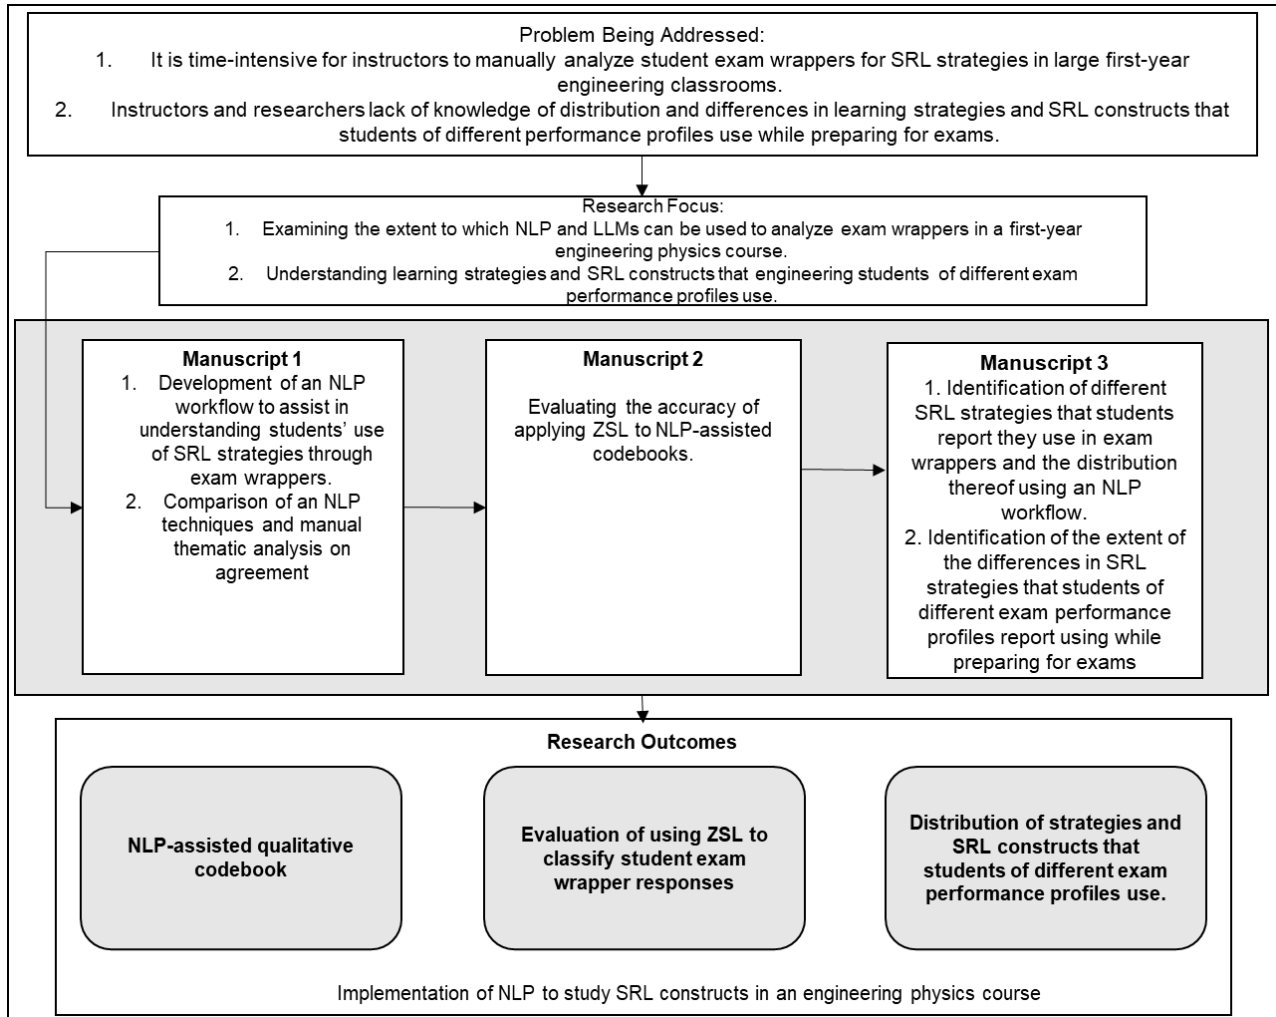 Problem Being Addressed:
1. It is time-intensive for instructors to manually analyze student exam wrappers for SRL strategies in large first-year
engineering classrooms.
2. Instructors and researchers lack of knowledge of distribution and differences in learning strategies and SRL constructs that
students of different performance profiles use while preparing for exams.
Research Focus:
1. Examining the extent to which NLP and LLMs can be used to analyze exam wrappers in a first-year
engineering physics course.
2. Understanding learning strategies and SRL constructs that engineering students of different exam
performance profiles use.
Manuscript 1
1. Development of an NLP
workflow to assist in
understanding students' use
of SRL strategies through
exam wrappers.
2. Comparison of an NLP
techniques and manual
thematic analysis on
agreement
Manuscript 2
Evaluating the accuracy of
applying ZSL to NLP-assisted
codebooks.
Manuscript 3
1. Identification of different
SRL strategies that students
report they use in exam
wrappers and the distribution
thereof using an NLP
workflow.
2. Identification of the extent of
the differences in SRL
strategies that students of
different exam performance
profiles report using while
preparing for exams
Research Outcomes
NLP-assisted qualitative
codebook
Evaluation of using ZSL to
classify student exam
wrapper responses
Distribution of strategies and
SRL constructs that
students of different exam
performance profiles use.
Implementation of NLP to study SRL constructs in an engineering physics course